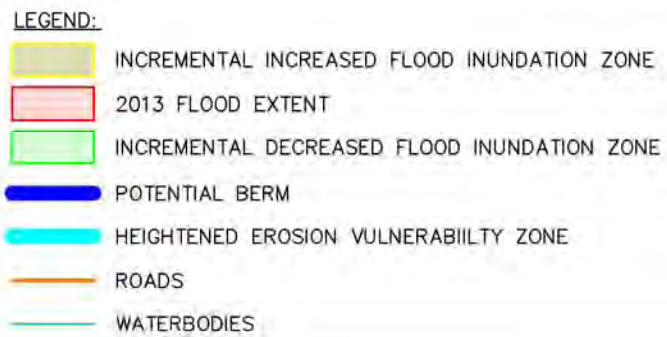 LEGEND:
INCREMENTAL INCREASED FLOOD INUNDATION ZONE
2013 FLOOD EXTENT
INCREMENTAL DECREASED FLOOD INUNDATION ZONE
POTENTIAL BERM
HEIGHTENED EROSION VULNERABIILTY ZONE
ROADS
WATERBODIES